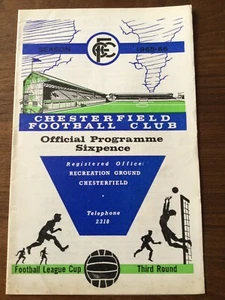 CFC
SEASON 1965-66
CHESTERFIELD
FOOTBALL CLUB
Official Programme
Sixpence
Registered Office:
RECREATION GROUND
CHESTERFIELD
Telephone
2318
Football League Cup
Third Round